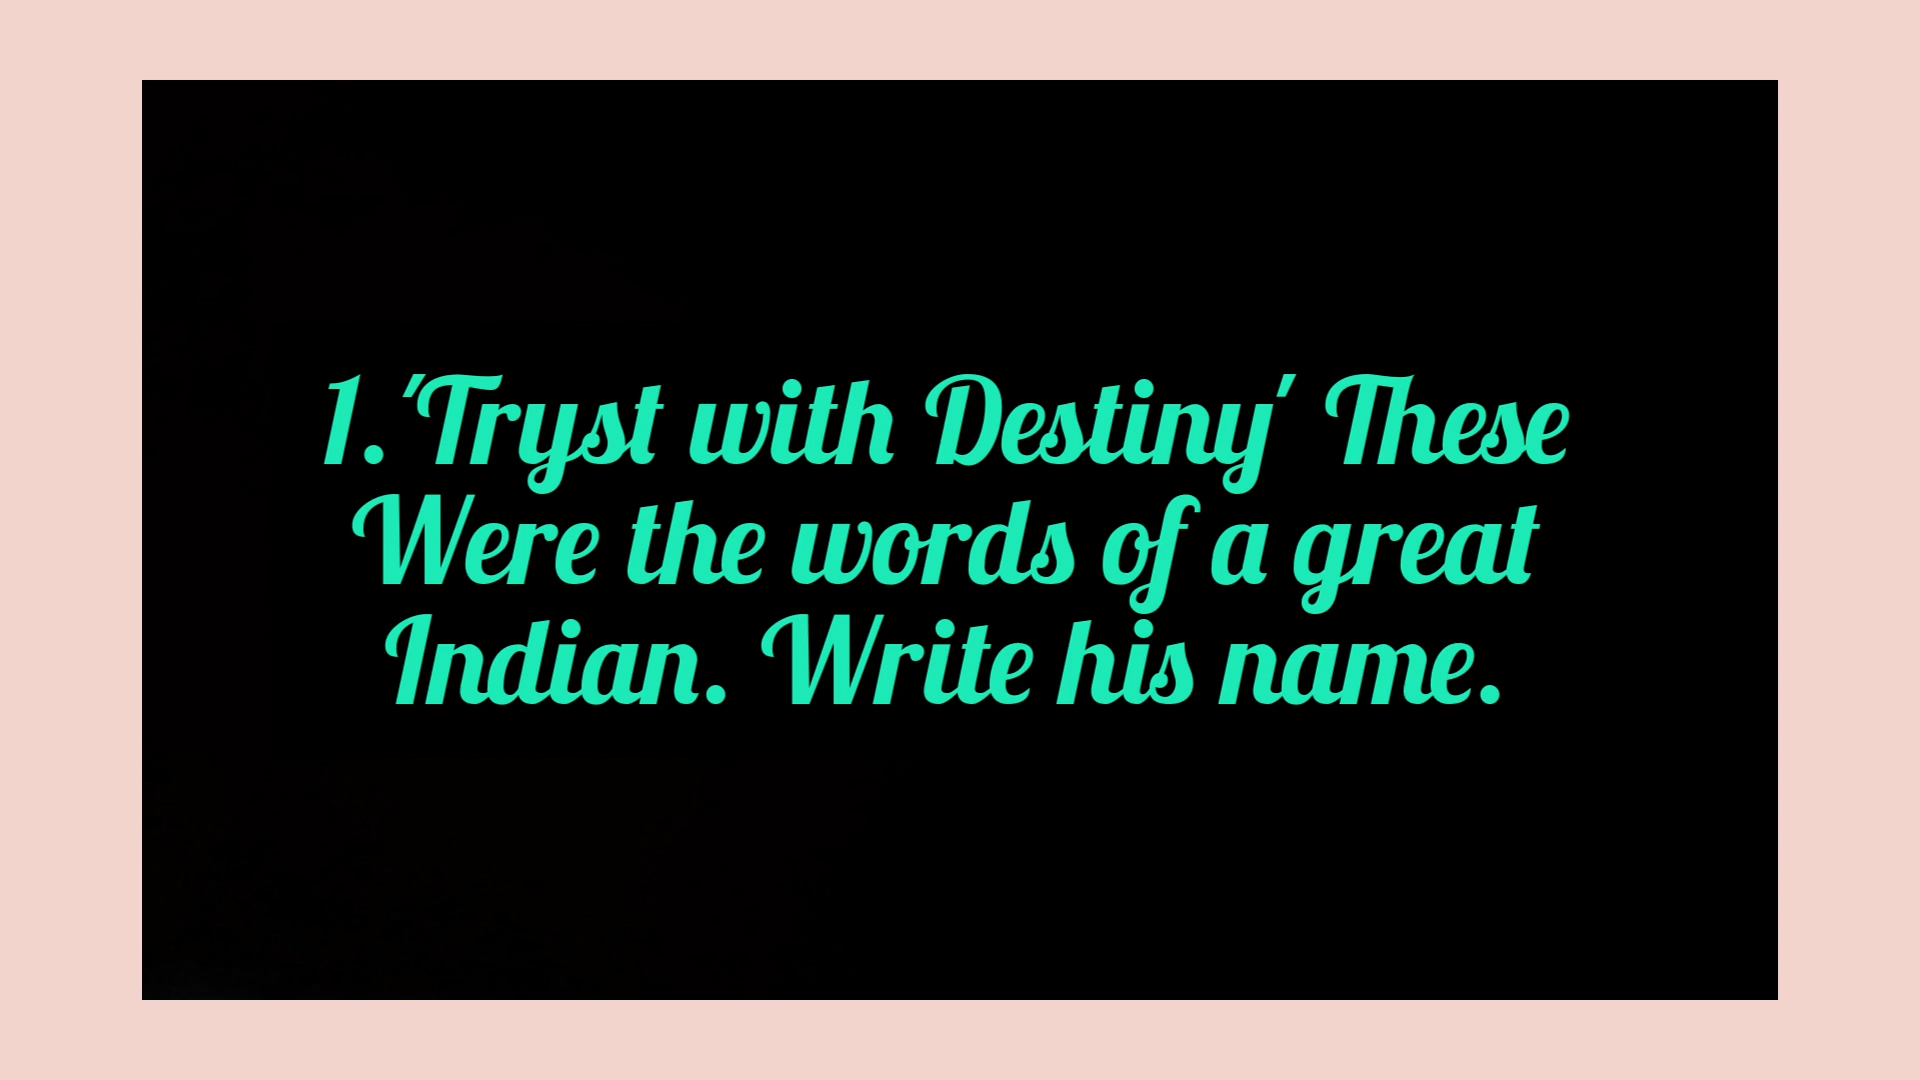 1.'Tryst with Destiny' These
Were the words of a great
Indian. Write his name.